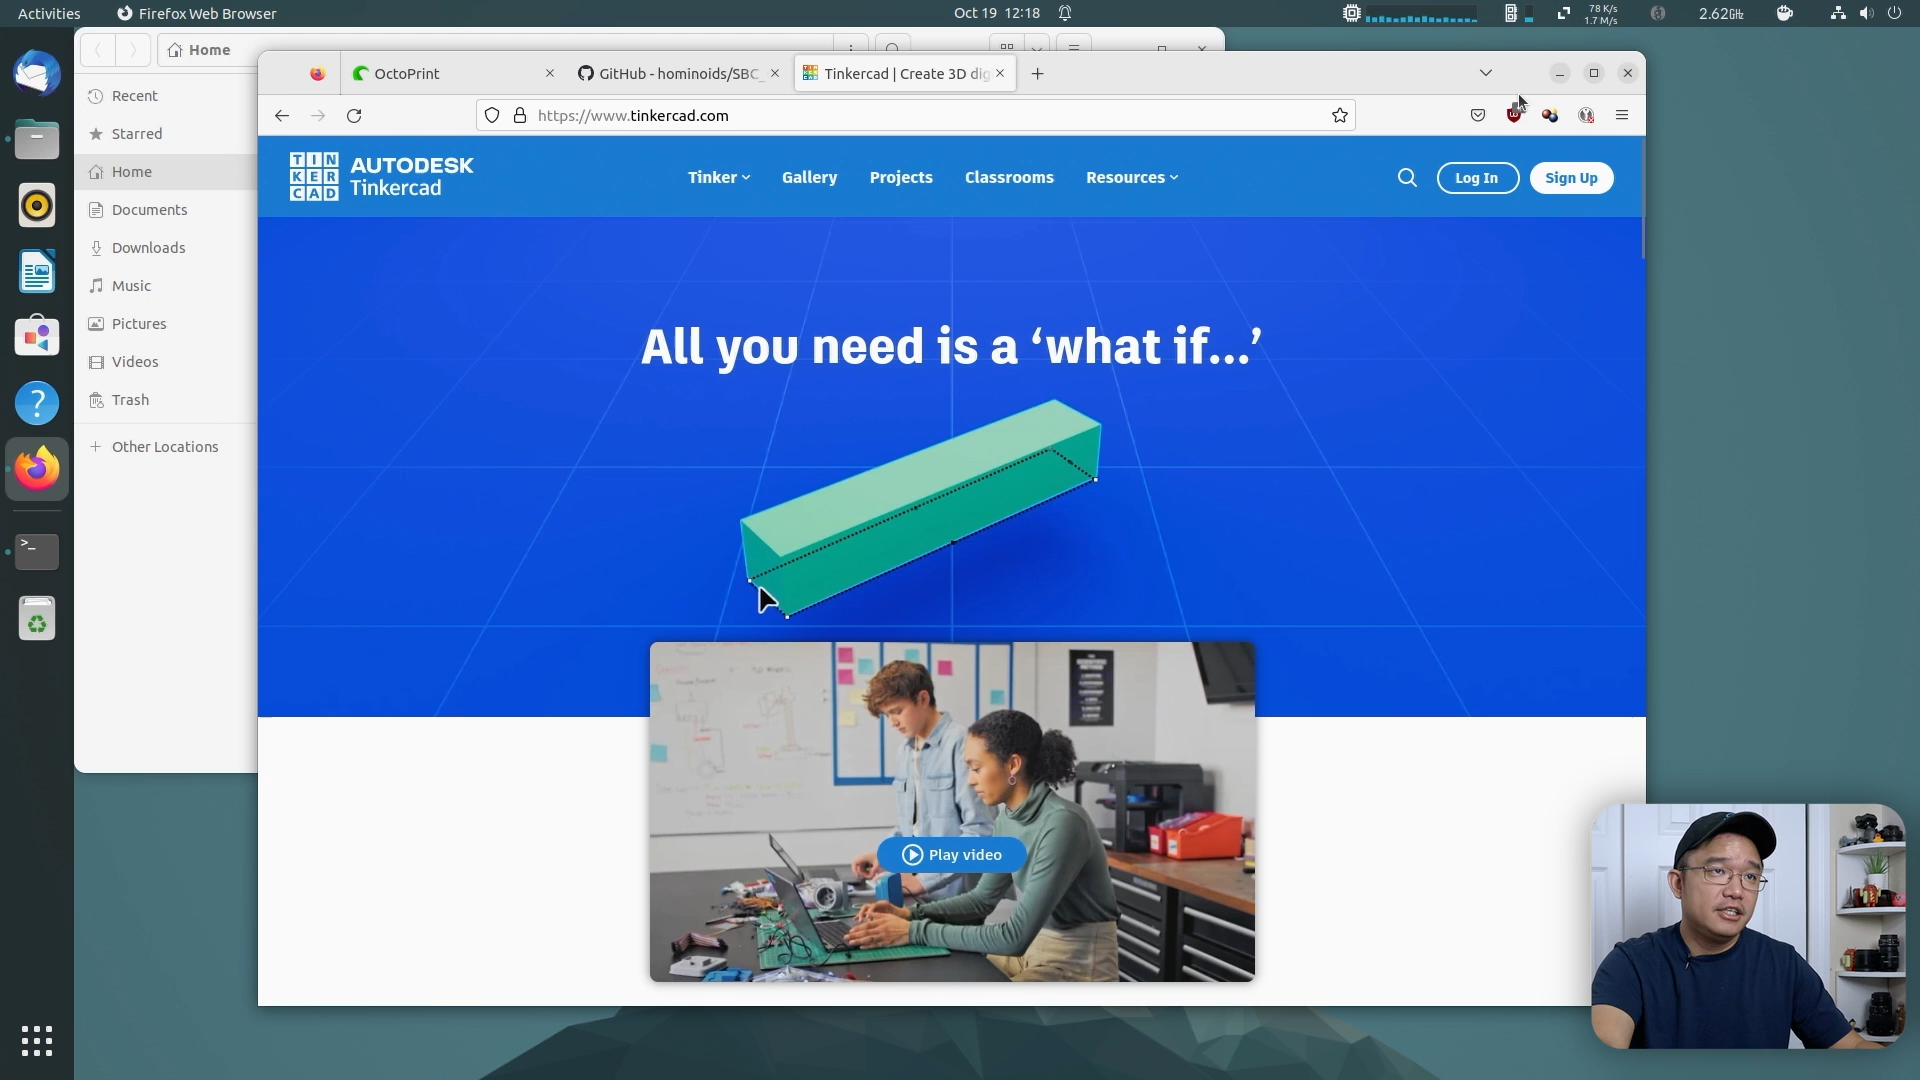 Activities
Firefox Web Browser
Oct 19 12:18
78 K/s
1.7 M/s
2.62GHz
Home
OctoPrint
GitHub - hominoids/SBC_
Tinkercad | Create 3D dig
https://www.tinkercad.com
Recent
Starred
Home
Documents
Downloads
Music
Pictures
Videos
Trash
Other Locations
TIN
KER
CAD
AUTODESK
Tinkercad
Tinker
Gallery
Projects
Classrooms
Resources
Log In
Sign Up
All you need is a ‘what if...’
Play video